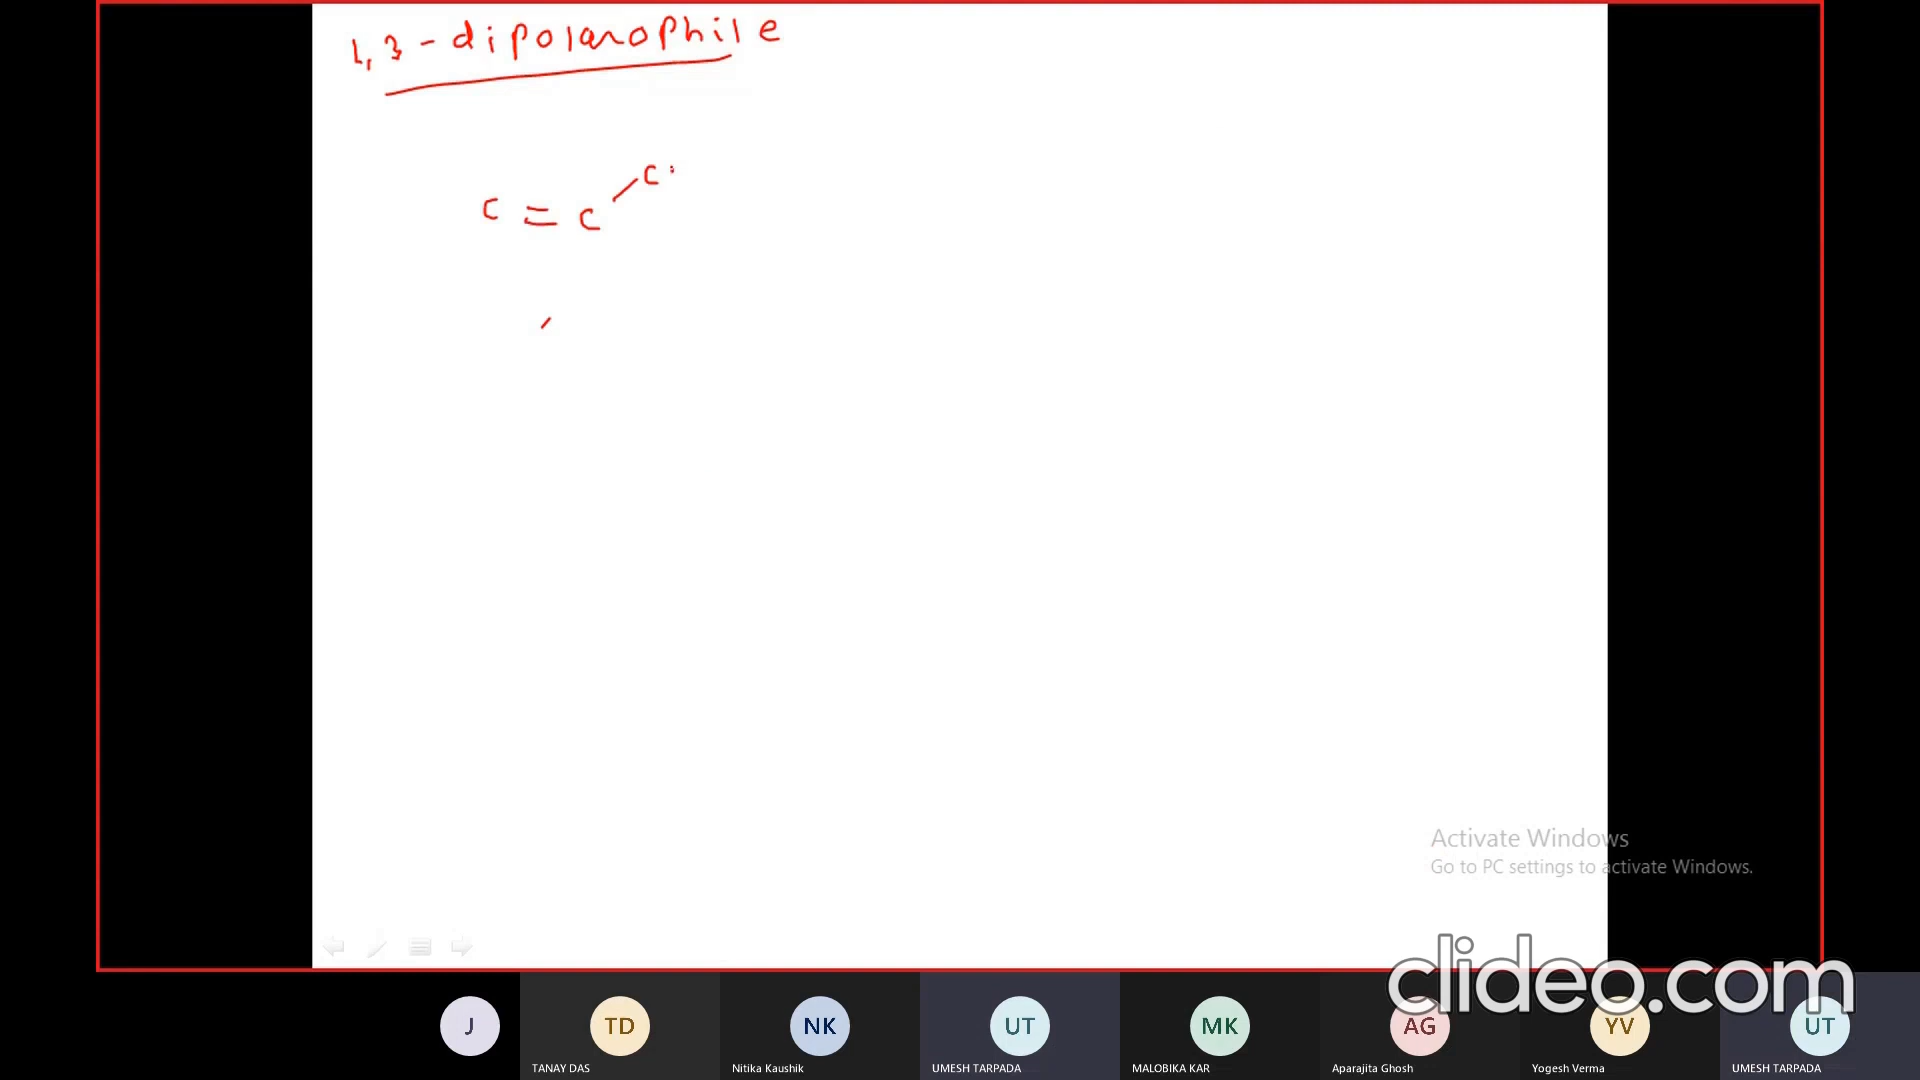 1,3-dipolarophile
C
C = C
Activate Windows
Go to PC settings to activate Windows.
clideo.com
J TD NK UT MK AG YV UT
TANAY DAS Nitika Kaushik UMESH TARPADA MALOBIKA KAR Aparajita Ghosh Yogesh Verma UMESH TARPADA